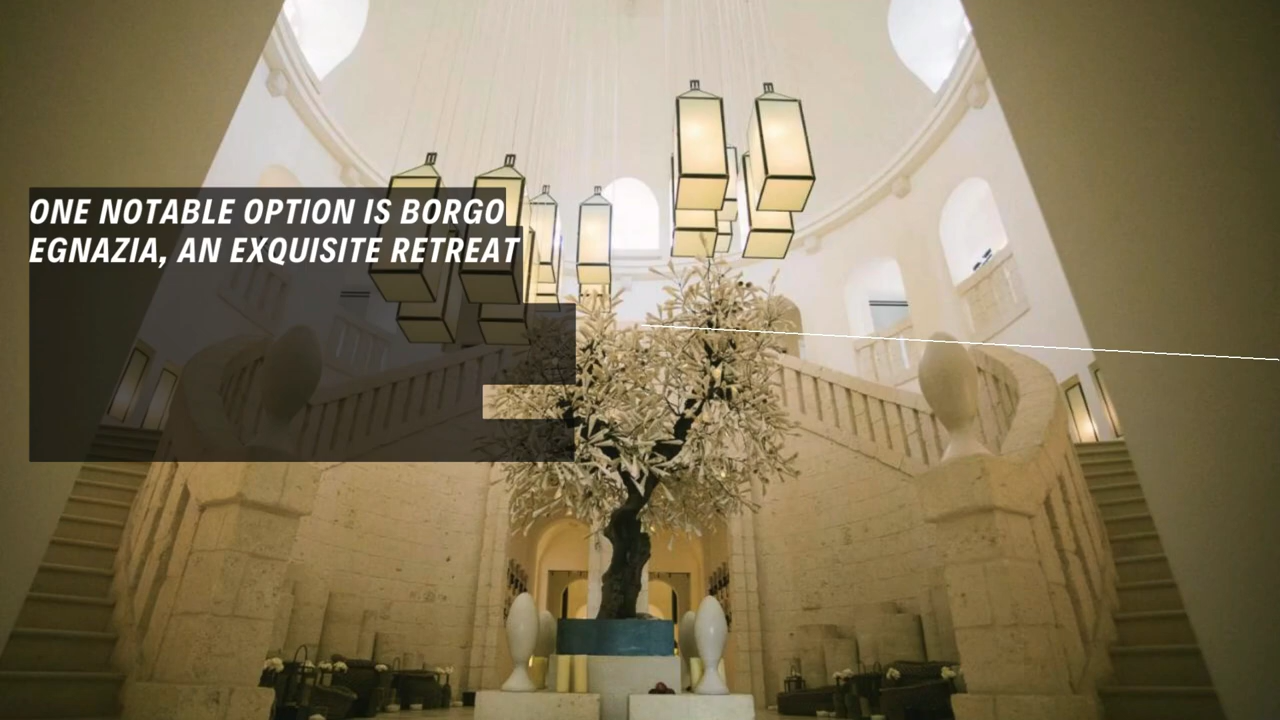 ONE NOTABLE OPTION IS BORGO
EGNAZIA, AN EXQUISITE RETREAT